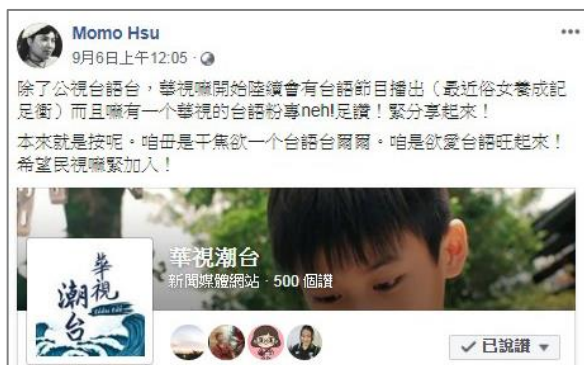 Momo Hsu
9月6日上午12:05
除了公視台語台，華視嘛開始陸續會有台語節目播出（最近俗女養成記
足衝）而且嘛有一个華視的台語粉專neh!足讚！緊分享起來！
本來就是按呢。咱毋是干焦欲一个台語台爾爾。咱是欲愛台語旺起來！
希望民視嘛緊加入！
華視潮台
華視潮台
新聞媒體網站 · 500 個讚
已說讚